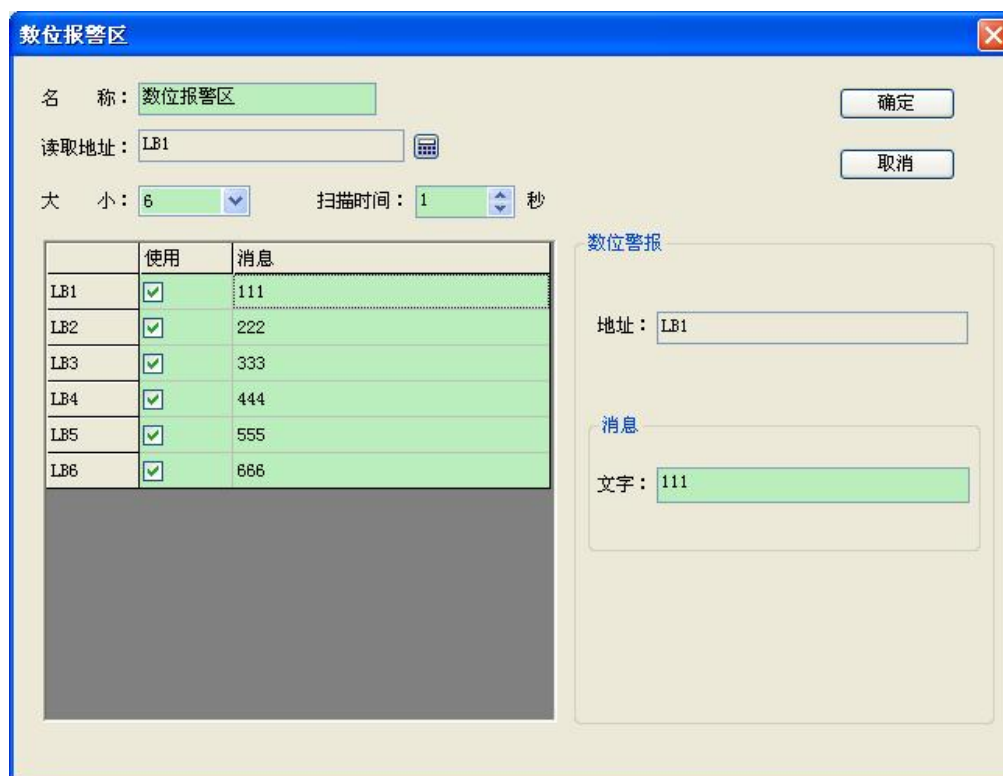 数位报警区
名 称： 数位报警区
确定
读取地址： LB1
取消
大 小： 6 扫描时间： 1 秒
数位警报
使用 消息
LB1 111
地址： LB1
LB2 222
LB3 333
LB4 444
消息
LB5 555
LB6 666
文字： 111